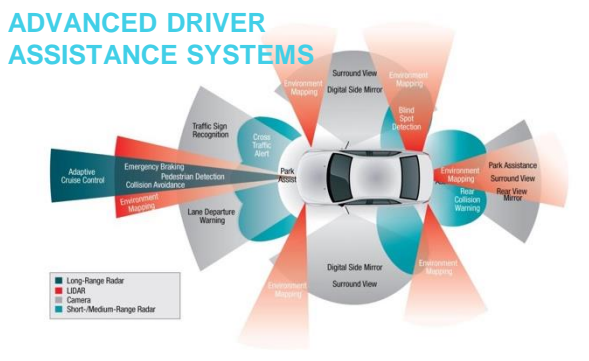 ADVANCED DRIVER
ASSISTANCE SYSTEMS
Surround View
Digital Side Mirror
Environment
Mapping
Environment
Mapping
Blind
Spot
Detection
Traffic Sign
Recognition
Cross
Traffic
Alert
Adaptive
Cruise Control
Emergency Braking
Pedestrian Detection
Collision Avoidance
Environment
Mapping
Park
Assist
Lane Departure
Warning
Environment
Mapping
Rear
Collision
Warning
Park Assistance
Surround View
Rear View
Mirror
Digital Side Mirror
Surround View
Environment
Mapping
Environment
Mapping
Long-Range Radar
LIDAR
Camera
Short-/Medium-Range Radar